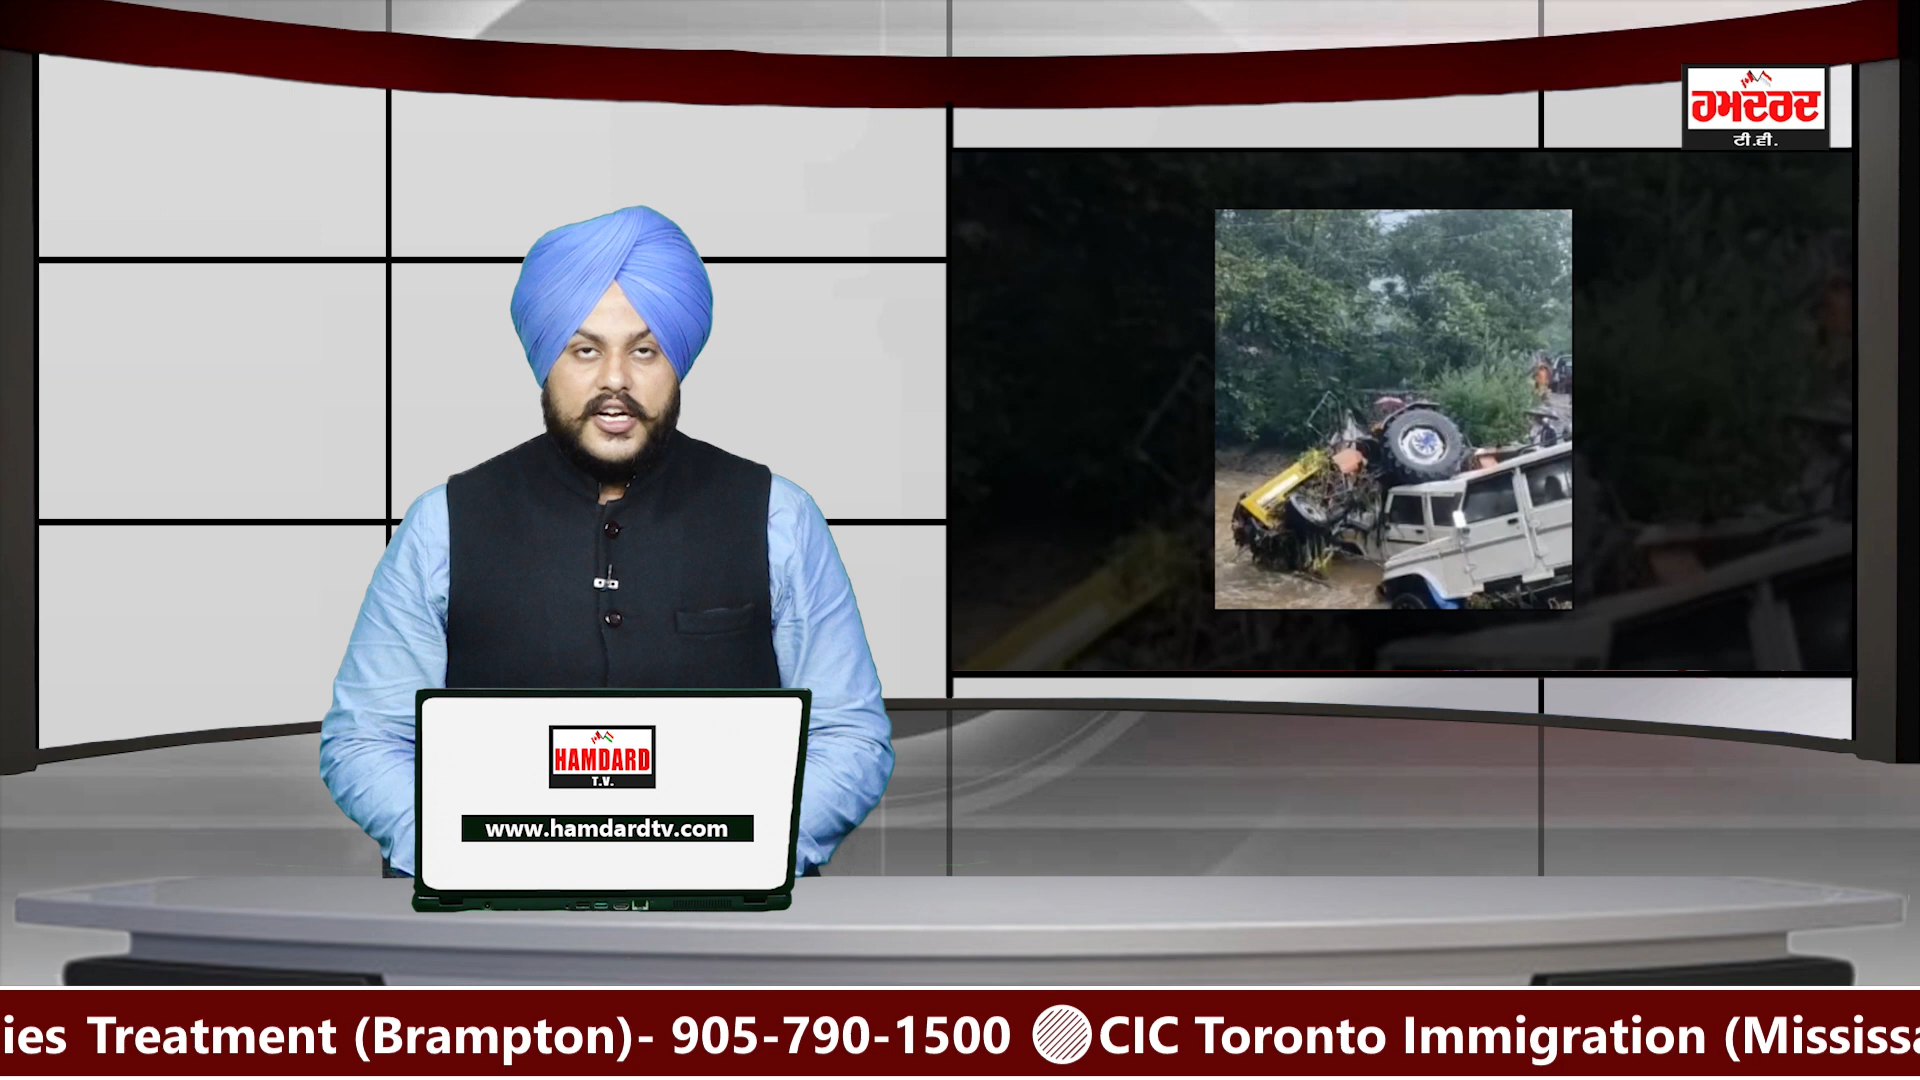 ਹਮਦਰਦ
ਟੀ.ਵੀ.
HAMDARD
T.V.
www.hamdardtv.com
ies Treatment (Brampton)- 905-790-1500 CIC Toronto Immigration (Mississa